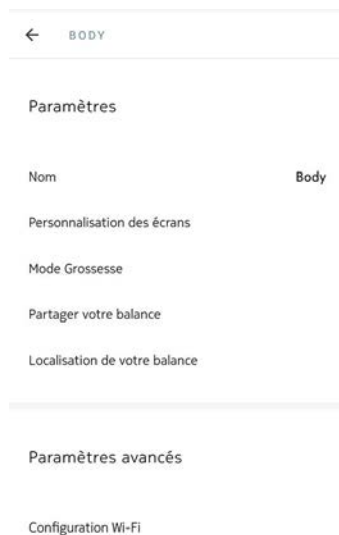 ← BODY
Paramètres
Nom Body
Personnalisation des écrans
Mode Grossesse
Partager votre balance
Localisation de votre balance
Paramètres avancés
Configuration Wi-Fi